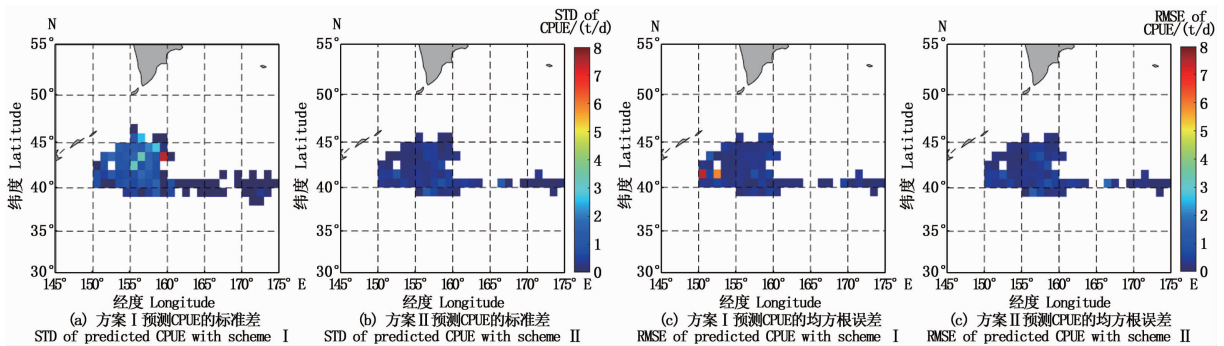 N
55°
50°
45°
40°
35°
30°
145°
150°
155°
160°
165°
170°
175° E
纬度 Latitude
经度 Longitude
(a) 方案Ⅰ预测CPUE的标准差
STD of predicted CPUE with scheme Ⅰ
N
STD of
CPUE/(t/d)
55°
50°
45°
40°
35°
30°
145°
150°
155°
160°
165°
170°
175° E
8
7
6
5
4
3
2
1
0
纬度 Latitude
经度 Longitude
(b) 方案Ⅱ预测CPUE的标准差
STD of predicted CPUE with scheme Ⅱ
N
55°
50°
45°
40°
35°
30°
145°
150°
155°
160°
165°
170°
175° E
纬度 Latitude
经度 Longitude
(c) 方案Ⅰ预测CPUE的均方根误差
RMSE of predicted CPUE with scheme Ⅰ
N
RMSE of
CPUE/(t/d)
55°
50°
45°
40°
35°
30°
145°
150°
155°
160°
165°
170°
175° E
8
7
6
5
4
3
2
1
0
纬度 Latitude
经度 Longitude
(c) 方案Ⅱ预测CPUE的均方根误差
RMSE of predicted CPUE with scheme Ⅱ